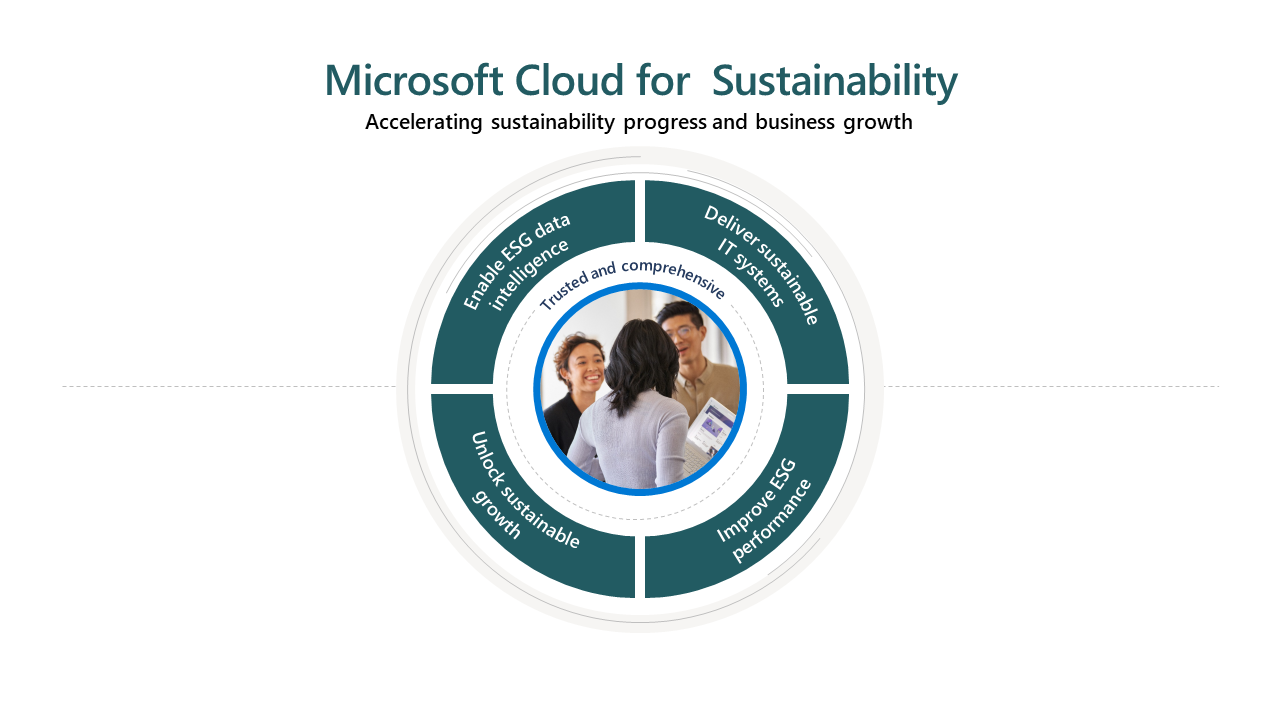 Microsoft Cloud for Sustainability
Accelerating sustainability progress and business growth
Enable ESG data
intelligence
Deliver sustainable
IT systems
Trusted and comprehensive
Unlock sustainable
growth
Improve ESG
performance